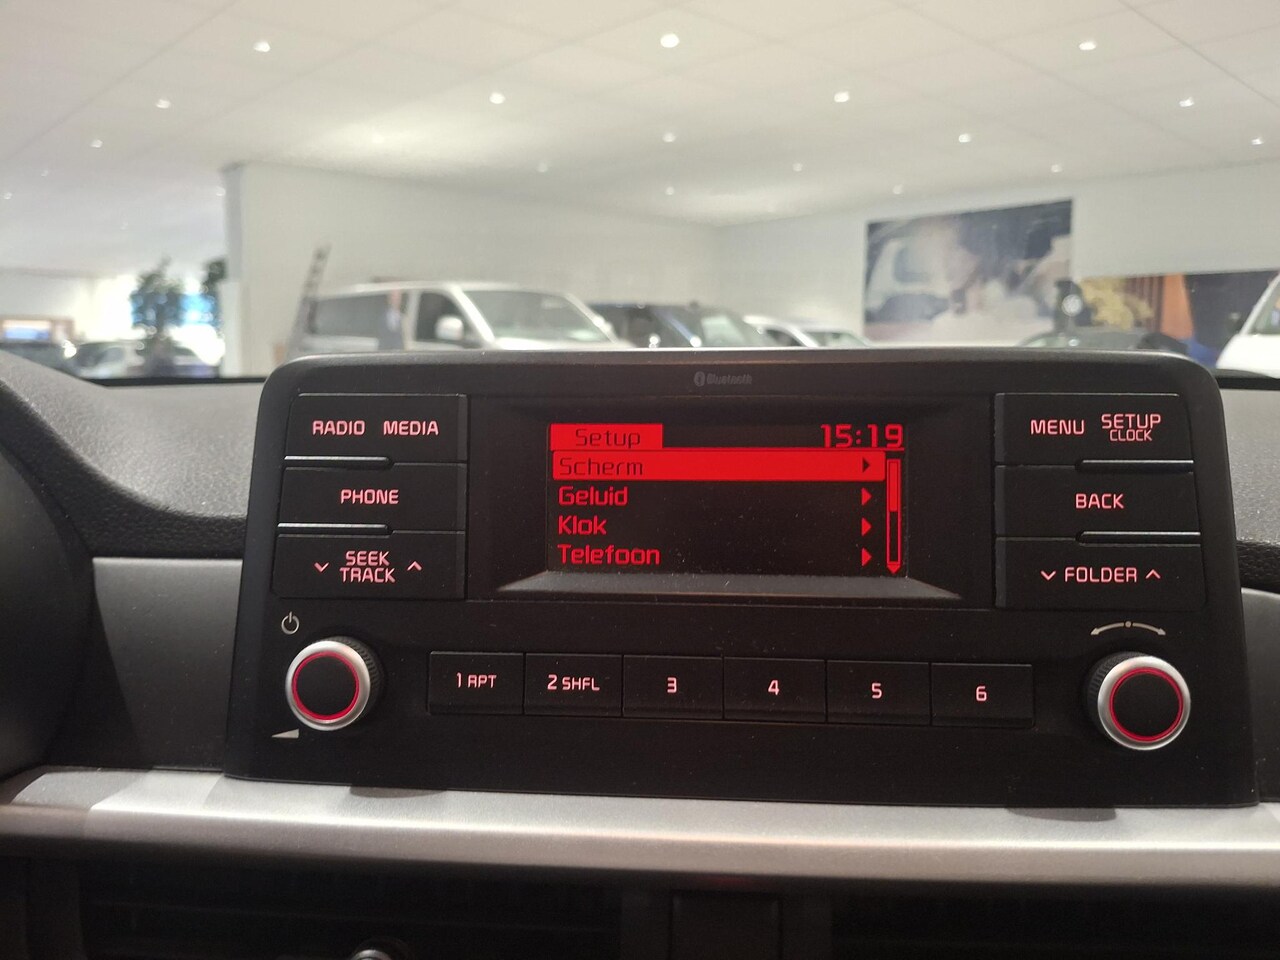 Bluetooth
RADIO MEDIA
PHONE
SEEK
TRACK
Setup 15:19
Scherm
Geluid
Klok
Telefoon
MENU SETUP
CLOCK
BACK
FOLDER
1 RPT
2 SHFL
3
4
5
6